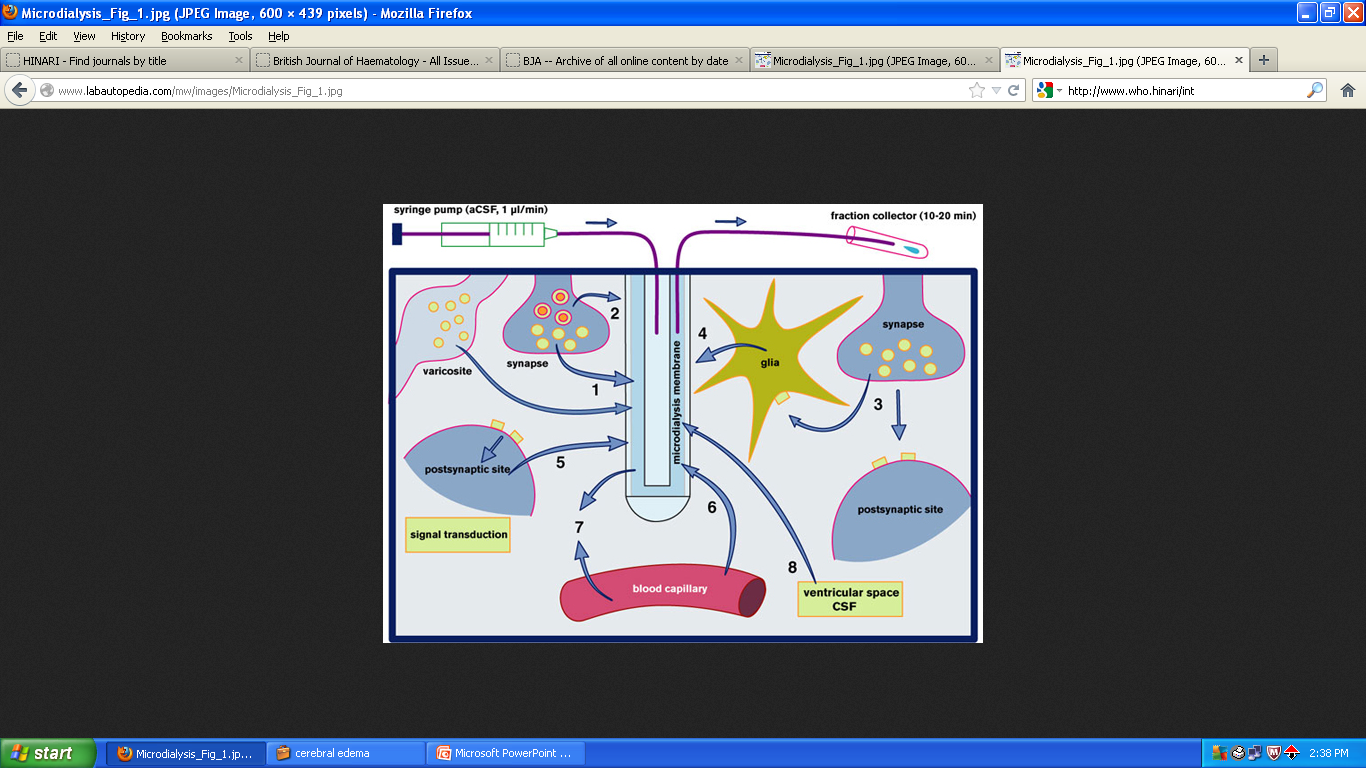 Microdialysis_Fig_1.jpg (JPEG Image, 600 × 439 pixels) - Mozilla Firefox
File Edit View History Bookmarks Tools Help
HINARI - Find journals by title
British Journal of Haematology - All Issue...
BJA -- Archive of all online content by date
Microdialysis_Fig_1.jpg (JPEG Image, 60...
Microdialysis_Fig_1.jpg (JPEG Image, 60...
www.labautopedia.com/mw/images/Microdialysis_Fig_1.jpg
http://www.who.hinari/int
syringe pump (aCSF, 1 µl/min)
fraction collector (10-20 min)
varicosite
synapse
2
1
microdialysis membrane
4
glia
synapse
3
postsynaptic site
5
signal transduction
7
6
blood capillary
postsynaptic site
8
ventricular space
CSF
start
Microdialysis_Fig_1.jp...
cerebral edema
Microsoft PowerPoint ...
2:38 PM